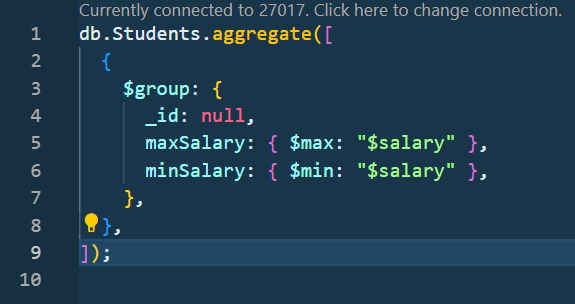 Currently connected to 27017. Click here to change connection.
1 db.Students.aggregate([
2   {
3     $group: {
4       _id: null,
5       maxSalary: { $max: "$salary" },
6       minSalary: { $min: "$salary" },
7     },
8   },
9 ]);
10